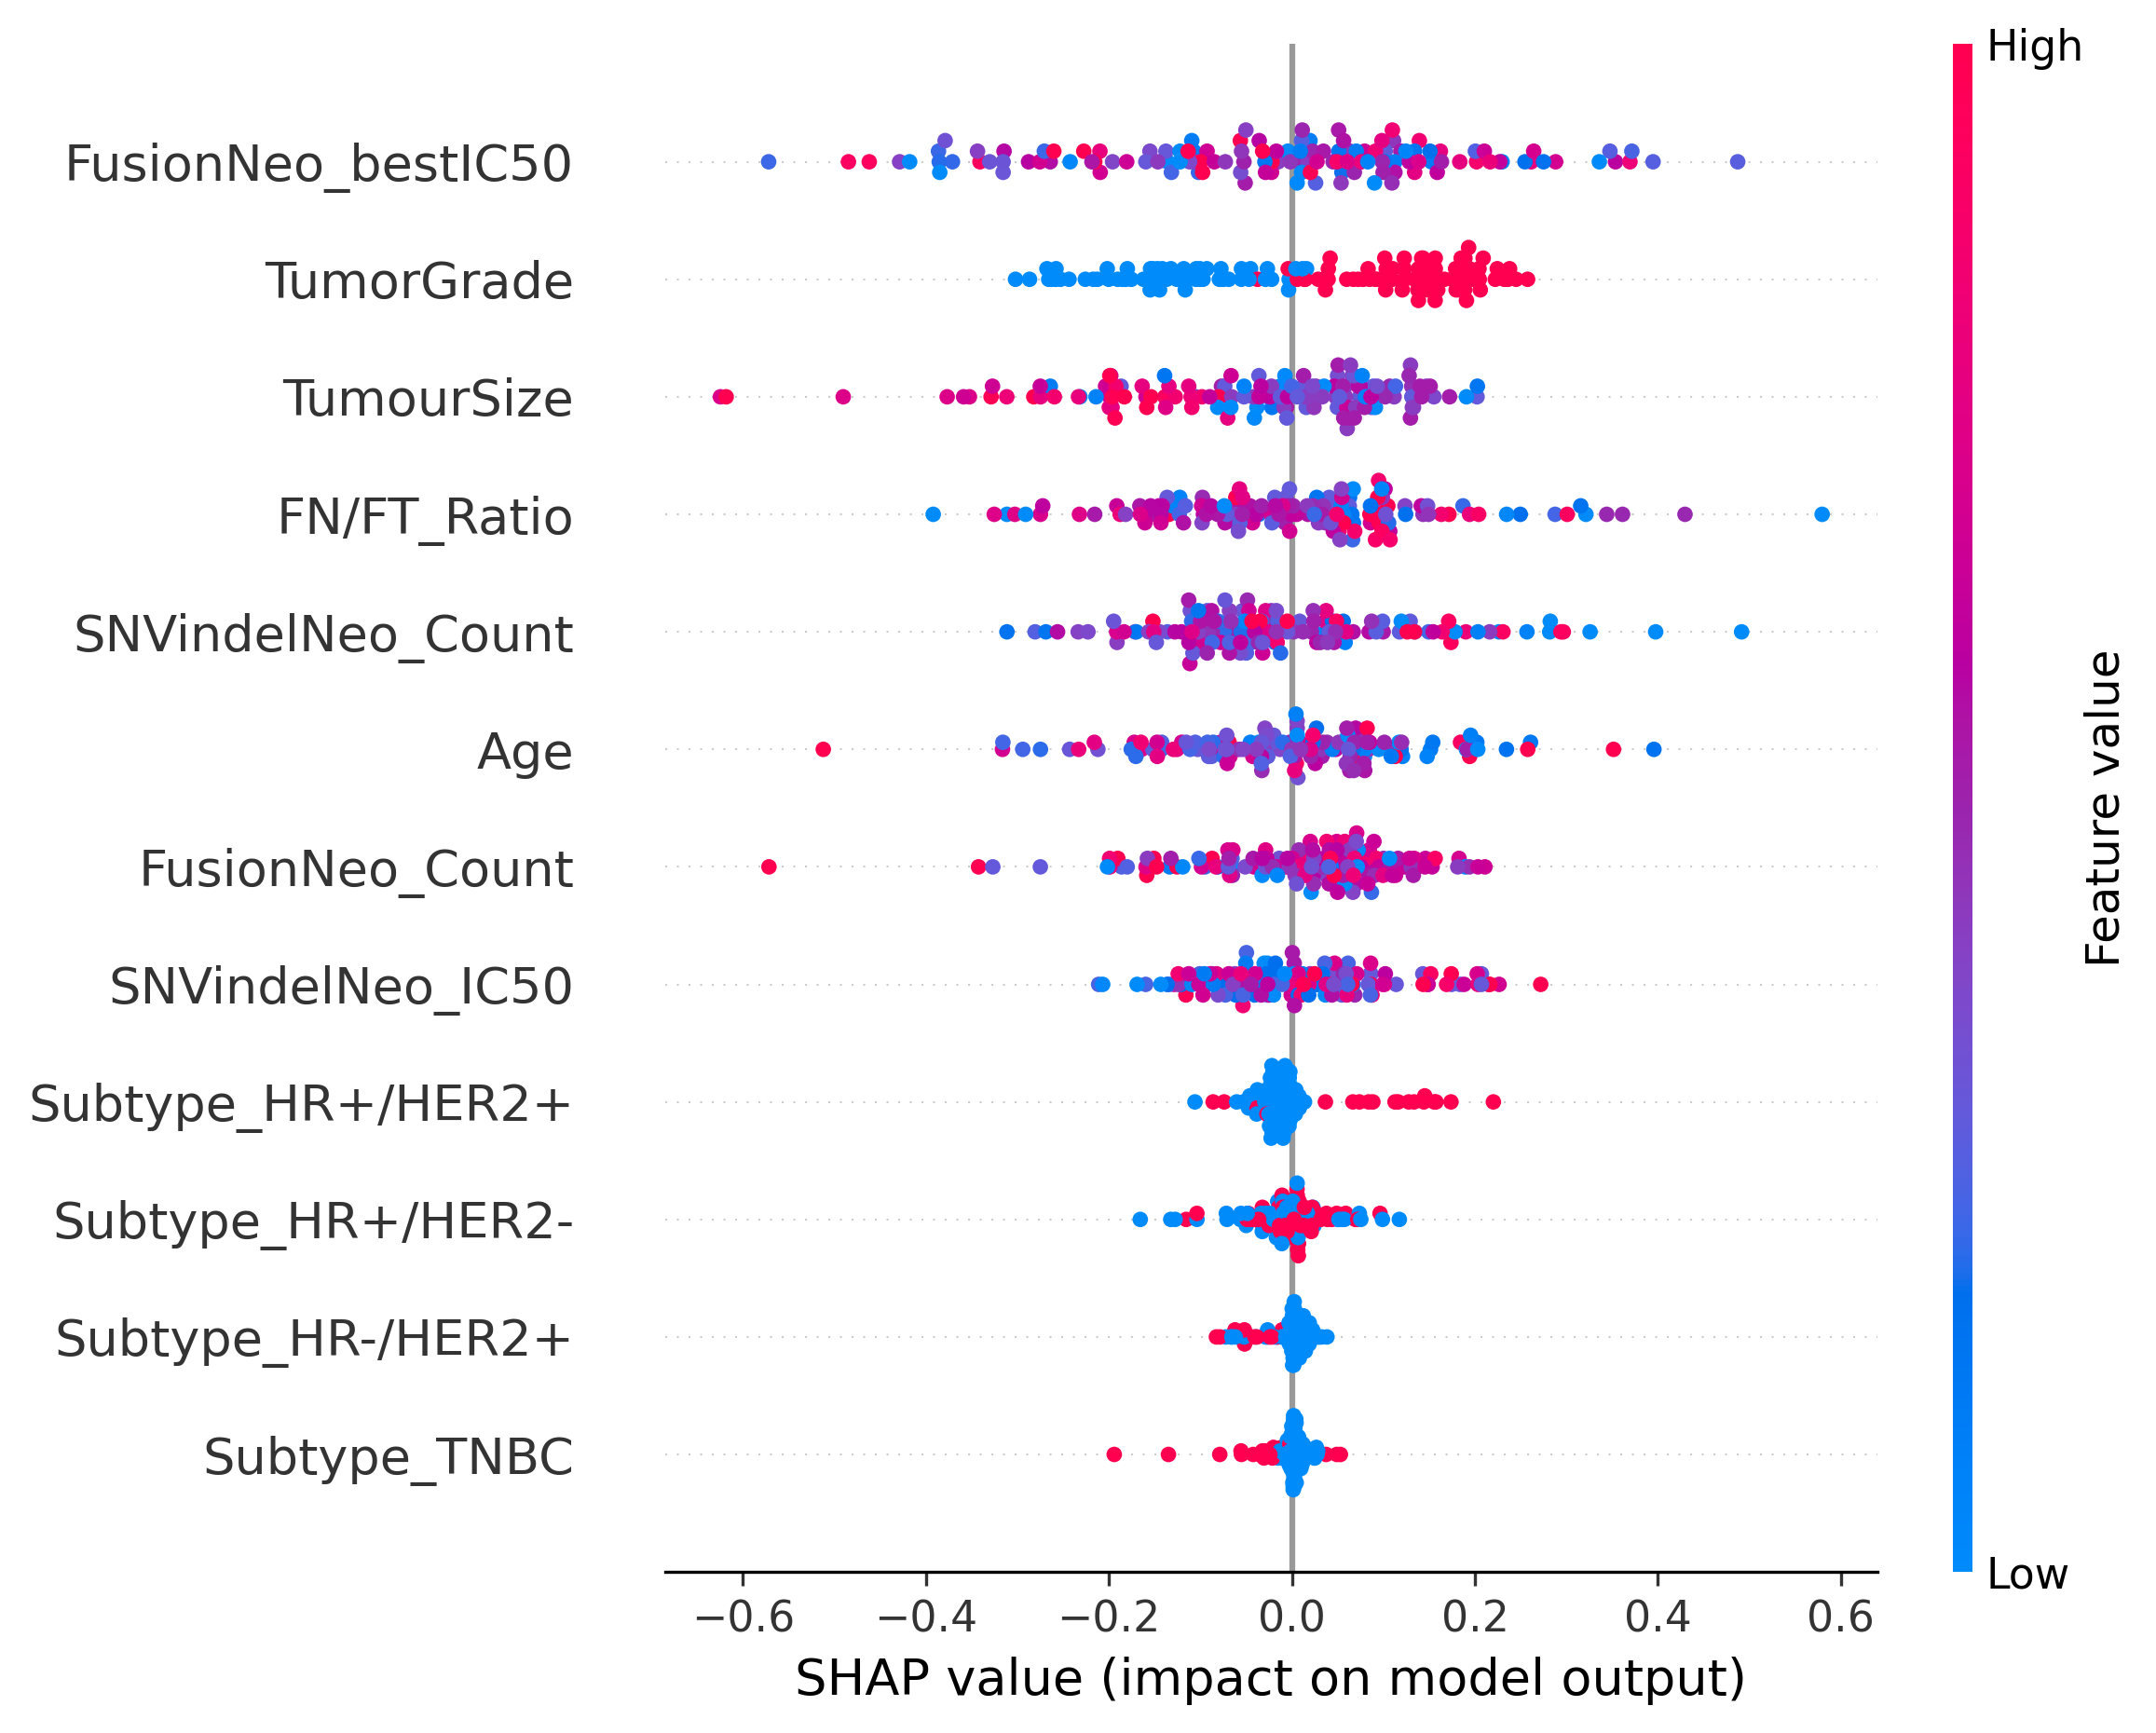 High
FusionNeo_bestIC50
TumorGrade
TumourSize
FN/FT_Ratio
SNVindelNeo_Count
Age
FusionNeo_Count
SNVindelNeo_IC50
Subtype_HR+/HER2+
Subtype_HR+/HER2-
Subtype_HR-/HER2+
Subtype_TNBC
Feature value
Low
−0.6 −0.4 −0.2 0.0 0.2 0.4 0.6
SHAP value (impact on model output)